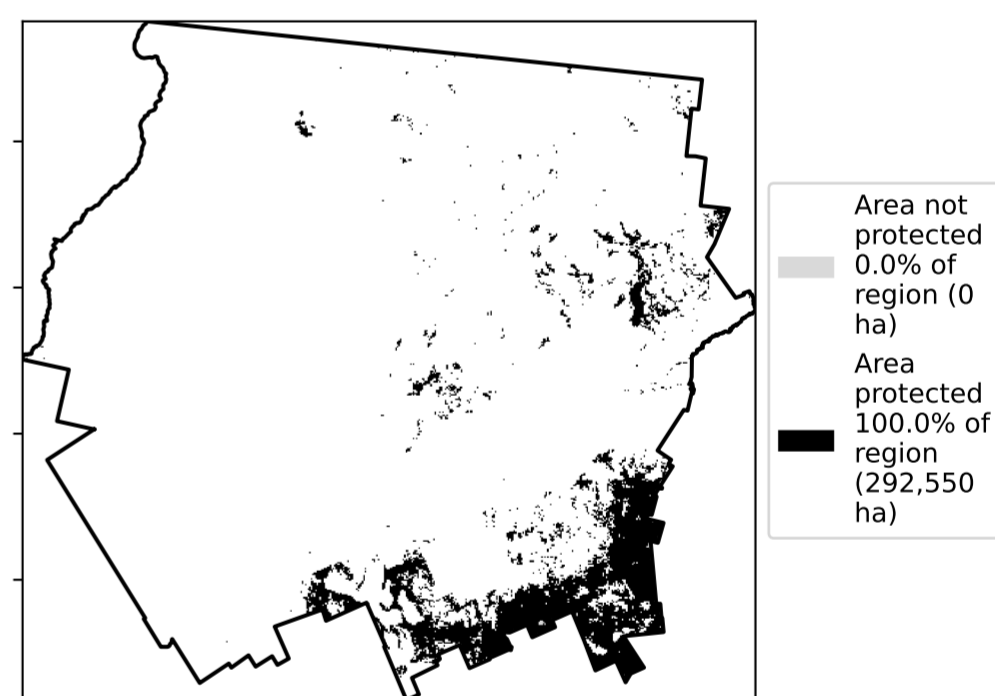 Area not
protected
0.0% of
region (0
ha)
Area
protected
100.0% of
region
(292,550
ha)